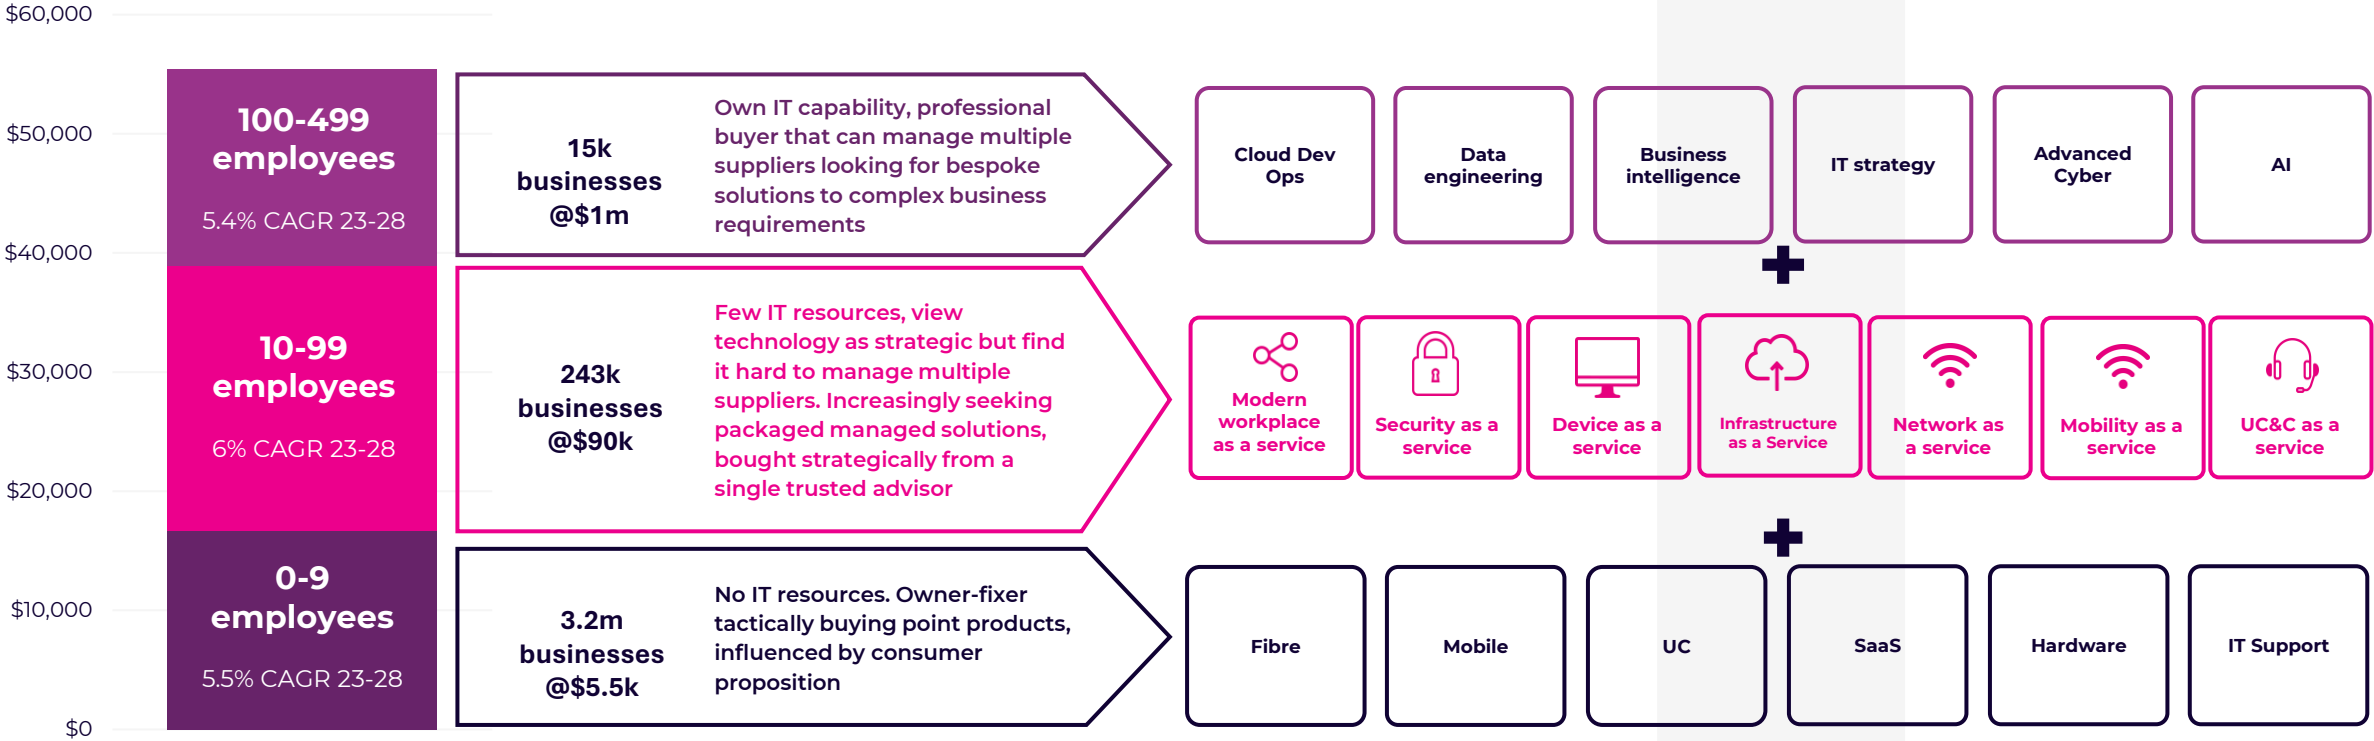 $60,000
$50,000
$40,000
$30,000
$20,000
$10,000
$0
100-499
employees
5.4% CAGR 23-28
15k
businesses
@$1m
Own IT capability, professional
buyer that can manage multiple
suppliers looking for bespoke
solutions to complex business
requirements
Cloud Dev
Ops
Data
engineering
Business
intelligence
IT strategy
Advanced
Cyber
AI
10-99
employees
6% CAGR 23-28
243k
businesses
@$90k
Few IT resources, view
technology as strategic but find
it hard to manage multiple
suppliers. Increasingly seeking
packaged managed solutions,
bought strategically from a
single trusted advisor
Modern
workplace
as a service
Security as a
service
Device as a
service
Infrastructure
as a Service
Network as
a service
Mobility as a
service
UC&C as a
service
0-9
employees
5.5% CAGR 23-28
3.2m
businesses
@$5.5k
No IT resources. Owner-fixer
tactically buying point products,
influenced by consumer
proposition
Fibre
Mobile
UC
SaaS
Hardware
IT Support